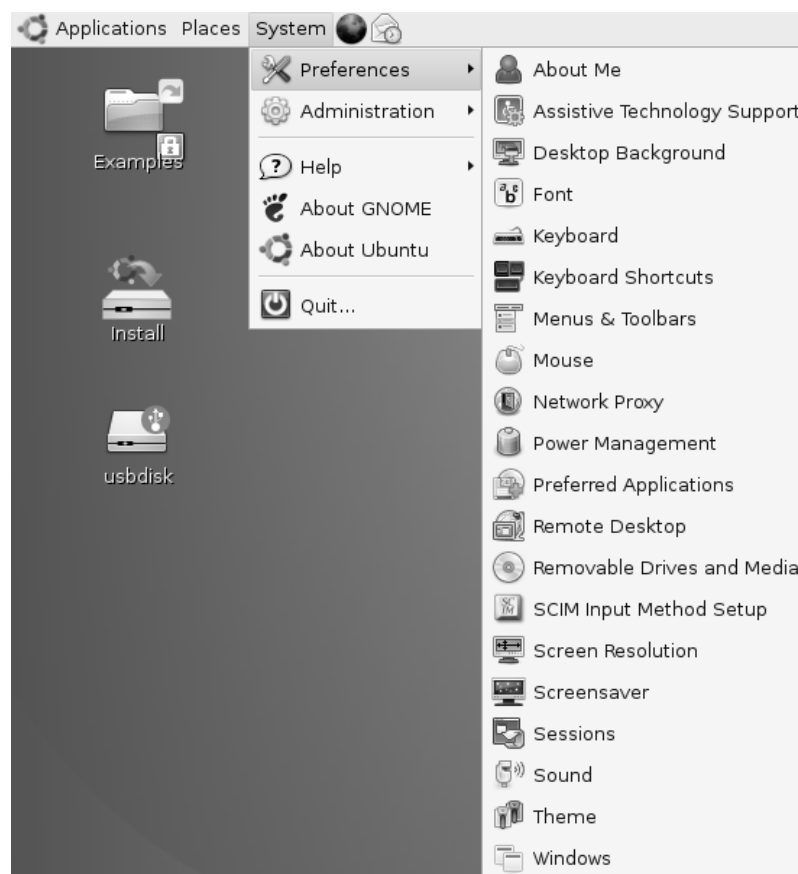 Applications Places System
Preferences
Administration
Help
About GNOME
About Ubuntu
Quit...
About Me
Assistive Technology Support
Desktop Background
Font
Keyboard
Keyboard Shortcuts
Menus & Toolbars
Mouse
Network Proxy
Power Management
Preferred Applications
Remote Desktop
Removable Drives and Media
SCIM Input Method Setup
Screen Resolution
Screensaver
Sessions
Sound
Theme
Windows
Examples
Install
usbdisk